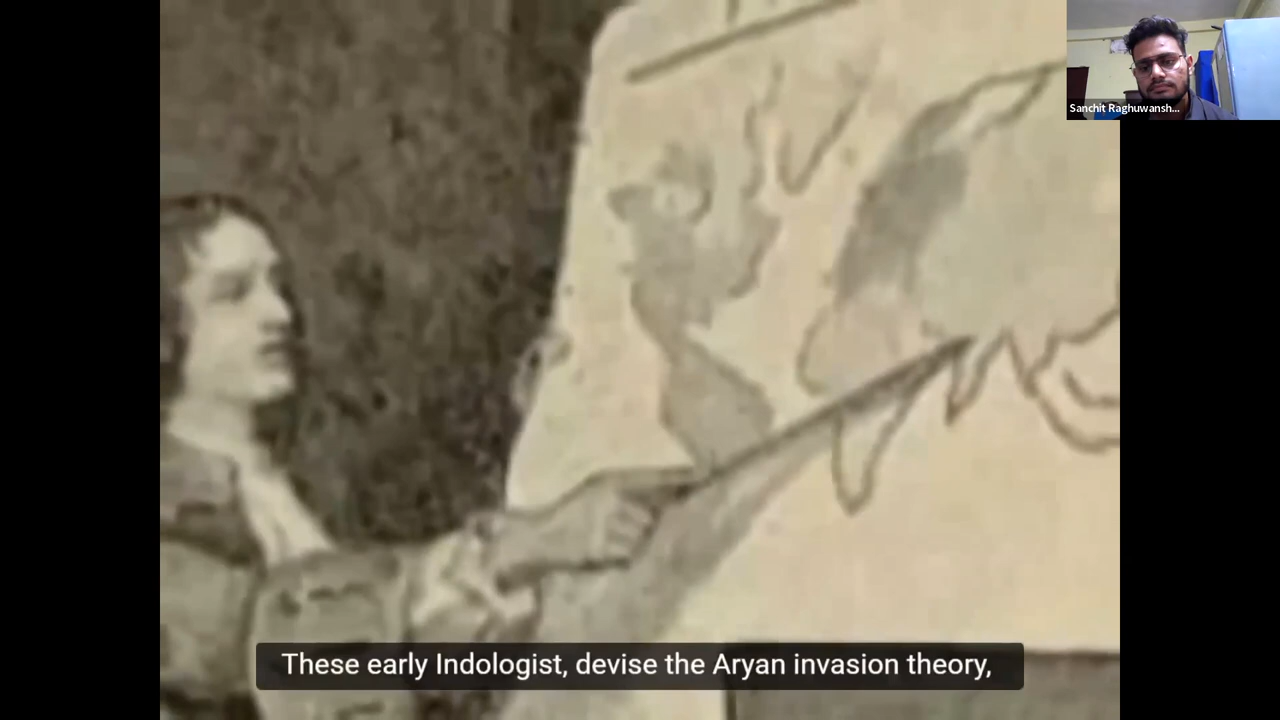 Sanchit Raghuwansh...
These early Indologist, devise the Aryan invasion theory,